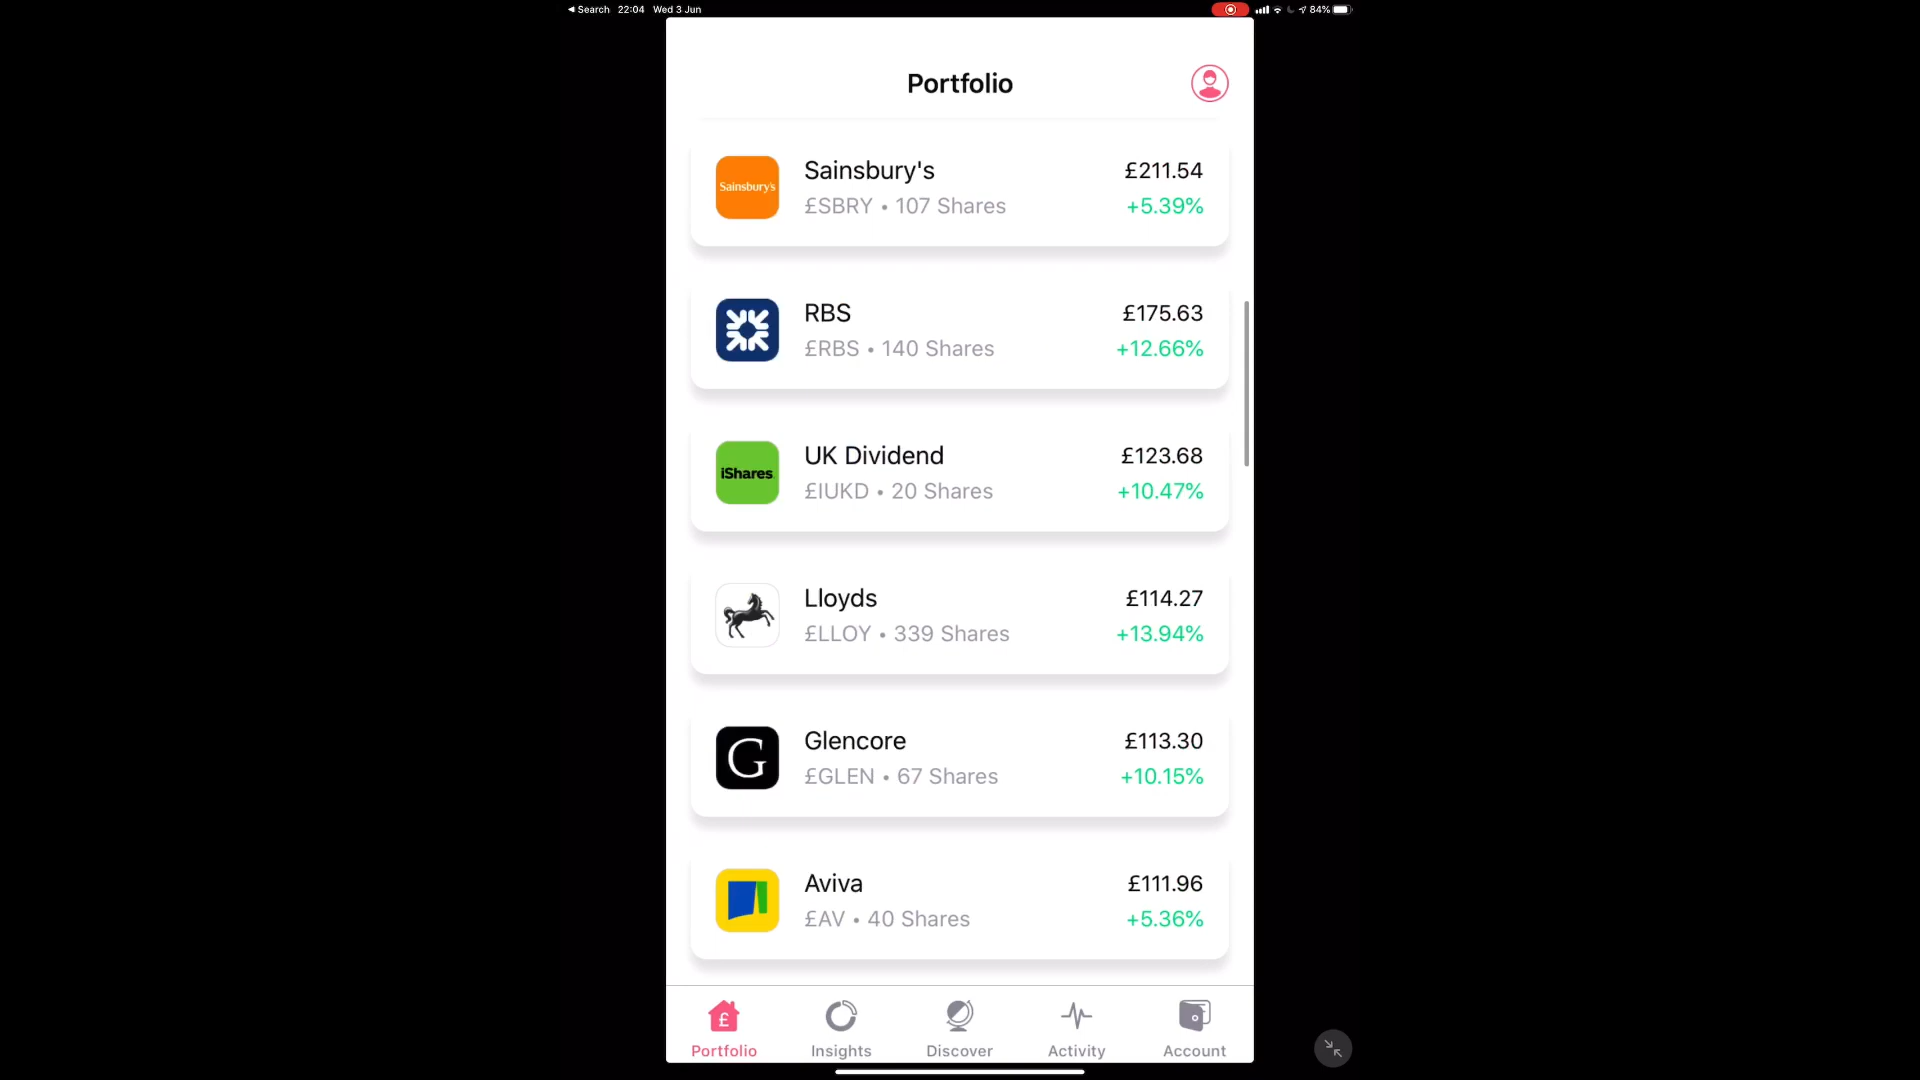 ◀ Search 22:04 Wed 3 Jun
84%
Portfolio
Sainsbury's
Sainsbury's £211.54
£SBRY • 107 Shares +5.39%
RBS £175.63
£RBS • 140 Shares +12.66%
iShares
UK Dividend £123.68
£IUKD • 20 Shares +10.47%
Lloyds £114.27
£LLOY • 339 Shares +13.94%
G
Glencore £113.30
£GLEN • 67 Shares +10.15%
Aviva £111.96
£AV • 40 Shares +5.36%
£
Portfolio Insights Discover Activity Account